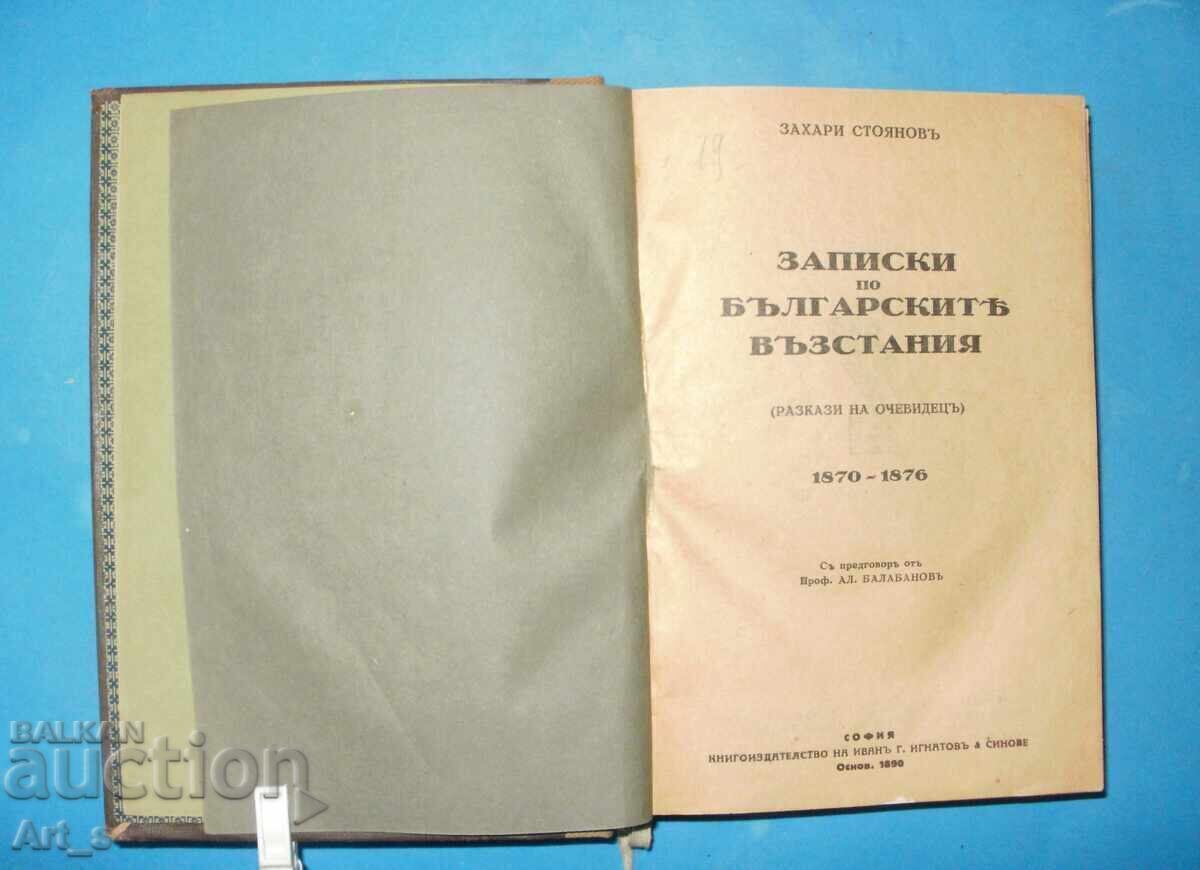 ЗАХАРИ СТОЯНОВЪ
19
ЗАПИСКИ
ПО
БЪЛГАРСКИТѢ
ВЪЗСТАНИЯ
(РАЗКАЗИ НА ОЧЕВИДЕЦЪ)
1870 - 1876
Съ предговоръ отъ
Проф. АЛ. БАЛАБАНОВЪ
СОФИЯ
КНИГОИЗДАТЕЛСТВО НА ИВАНЪ Г. ИГНАТОВЪ & СИНОВЕ
Основ. 1890
BALKAN
auction
Art_s